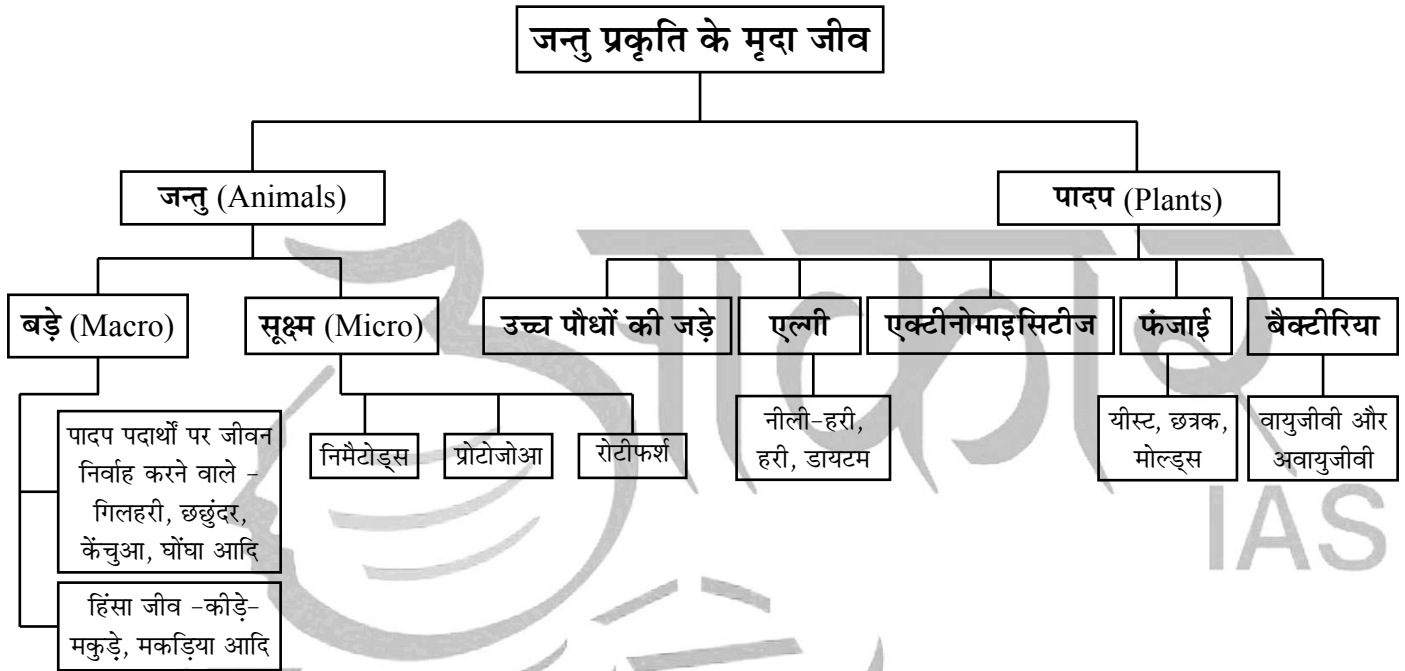 जन्तु प्रकृति के मृदा जीव
जन्तु (Animals)
पादप (Plants)
बड़े (Macro)
सूक्ष्म (Micro)
उच्च पौधों की जड़े
एल्गी
एक्टीनोमाइसिटीज
फंजाई
बैक्टीरिया
पादप पदार्थों पर जीवन
निर्वाह करने वाले -
गिलहरी, छछुंदर,
केंचुआ, घोंघा आदि
हिंसा जीव -कीड़े-
मकुड़े, मकड़िया आदि
निमैटोड्स
प्रोटोजोआ
रोटीफर्श
नीली-हरी,
हरी, डायटम
यीस्ट, छत्रक,
मोल्ड्स
वायुजीवी और
अवायुजीवी
आकार
IAS